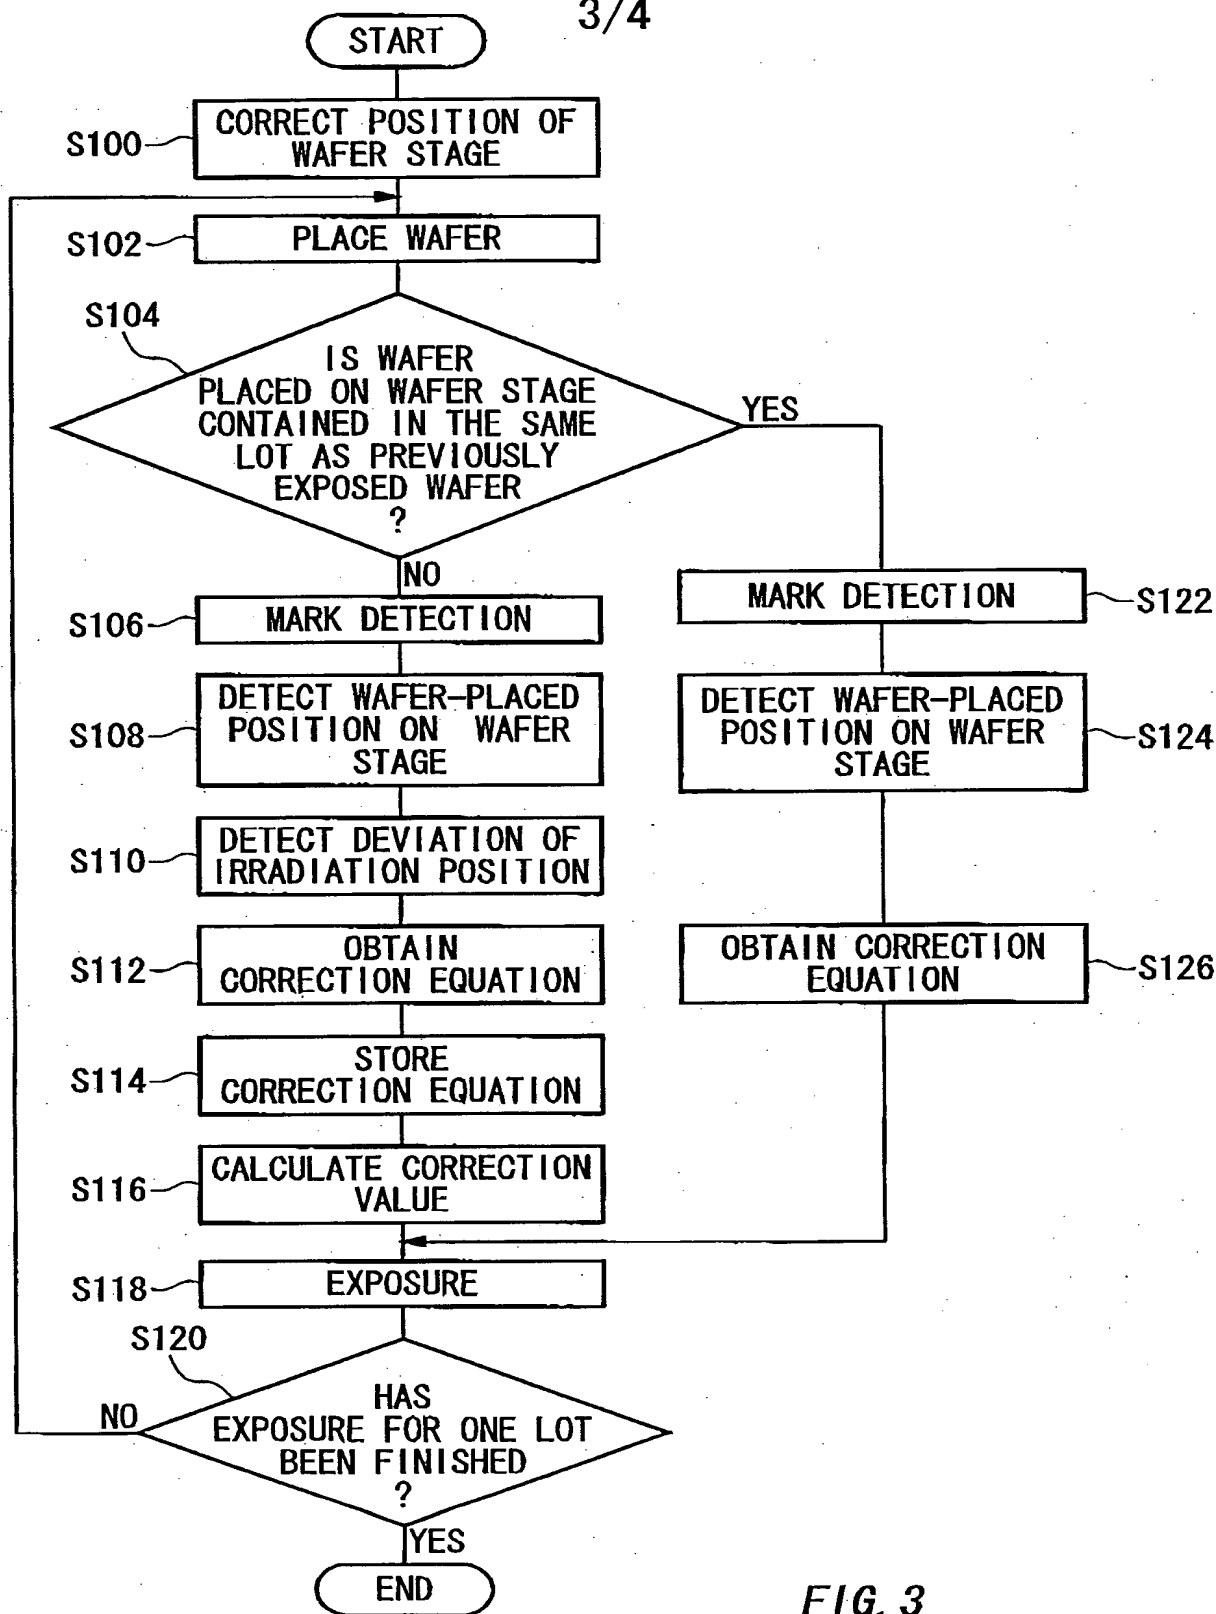 3/4
START
S100
CORRECT POSITION OF
WAFER STAGE
S102
PLACE WAFER
S104
IS WAFER
PLACED ON WAFER STAGE
CONTAINED IN THE SAME
LOT AS PREVIOUSLY
EXPOSED WAFER
?
YES
NO
S106
MARK DETECTION
MARK DETECTION
S122
S108
DETECT WAFER-PLACED
POSITION ON WAFER
STAGE
DETECT WAFER-PLACED
POSITION ON WAFER
STAGE
S124
S110
DETECT DEVIATION OF
IRRADIATION POSITION
S112
OBTAIN
CORRECTION EQUATION
OBTAIN CORRECTION
EQUATION
S126
S114
STORE
CORRECTION EQUATION
S116
CALCULATE CORRECTION
VALUE
S118
EXPOSURE
S120
HAS
EXPOSURE FOR ONE LOT
BEEN FINISHED
?
NO
YES
END
FIG. 3